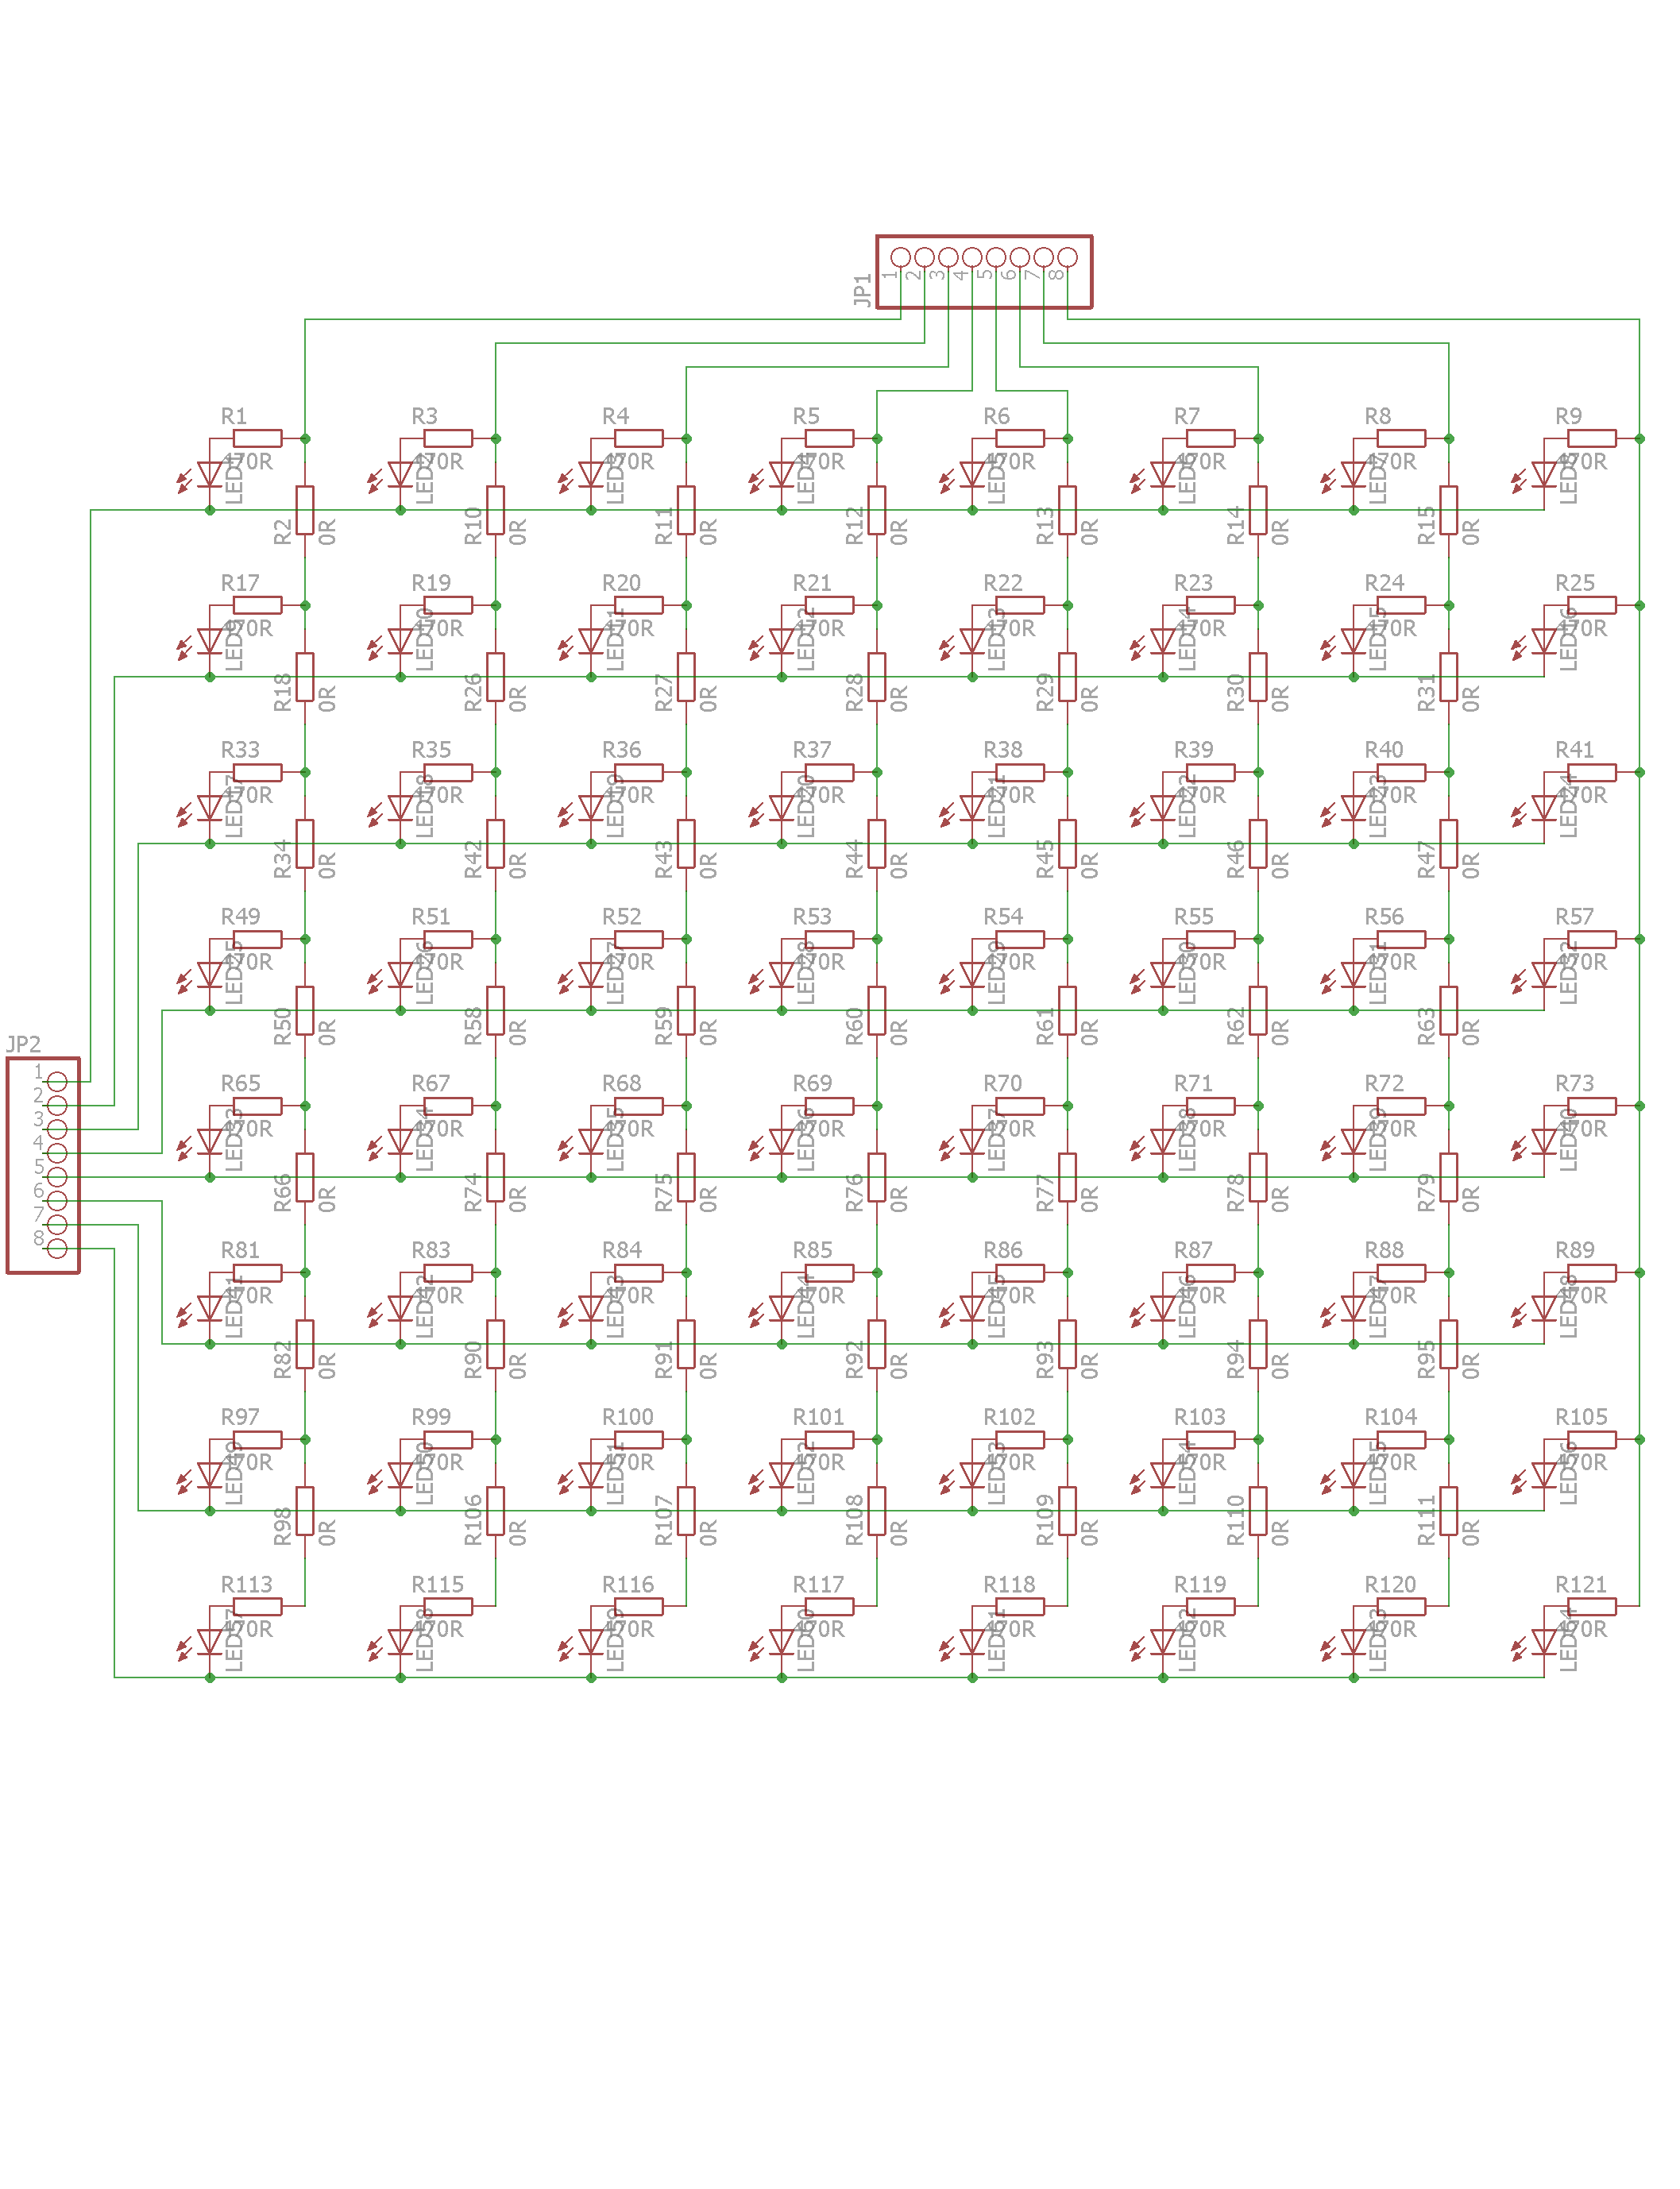 JP1
1 2 3 4 5 6 7 8
R1 R3 R4 R5 R6 R7 R8 R9
470R 470R 470R 470R 470R 470R 470R 470R
LED1 LED2 LED3 LED4 LED5 LED6 LED7 LED8
R2 0R R10 0R R11 0R R12 0R R13 0R R14 0R R15 0R
R17 R19 R20 R21 R22 R23 R24 R25
470R 470R 470R 470R 470R 470R 470R 470R
LED9 LED10 LED11 LED12 LED13 LED14 LED15 LED16
R18 0R R26 0R R27 0R R28 0R R29 0R R30 0R R31 0R
R33 R35 R36 R37 R38 R39 R40 R41
470R 470R 470R 470R 470R 470R 470R 470R
LED17 LED18 LED19 LED20 LED21 LED22 LED23 LED24
R34 0R R42 0R R43 0R R44 0R R45 0R R46 0R R47 0R
R49 R51 R52 R53 R54 R55 R56 R57
470R 470R 470R 470R 470R 470R 470R 470R
LED25 LED26 LED27 LED28 LED29 LED30 LED31 LED32
R50 0R R58 0R R59 0R R60 0R R61 0R R62 0R R63 0R
JP2
1
2
3
4
5
6
7
8
R65 R67 R68 R69 R70 R71 R72 R73
470R 470R 470R 470R 470R 470R 470R 470R
LED33 LED34 LED35 LED36 LED37 LED38 LED39 LED40
R66 0R R74 0R R75 0R R76 0R R77 0R R78 0R R79 0R
R81 R83 R84 R85 R86 R87 R88 R89
470R 470R 470R 470R 470R 470R 470R 470R
LED41 LED42 LED43 LED44 LED45 LED46 LED47 LED48
R82 0R R90 0R R91 0R R92 0R R93 0R R94 0R R95 0R
R97 R99 R100 R101 R102 R103 R104 R105
470R 470R 470R 470R 470R 470R 470R 470R
LED49 LED50 LED51 LED52 LED53 LED54 LED55 LED56
R98 0R R106 0R R107 0R R108 0R R109 0R R110 0R R111 0R
R113 R115 R116 R117 R118 R119 R120 R121
470R 470R 470R 470R 470R 470R 470R 470R
LED57 LED58 LED59 LED60 LED61 LED62 LED63 LED64